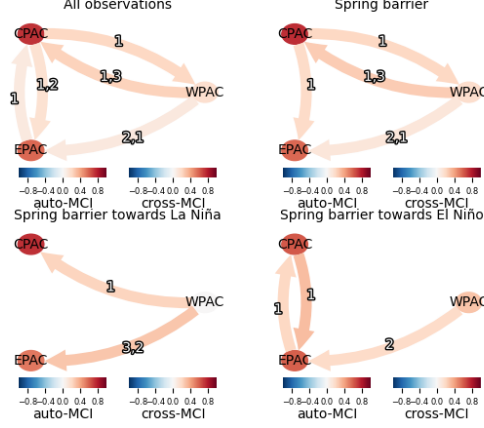 All observations
CPAC
1
1,2
1
1,3
WPAC
2,1
EPAC
−0.8−0.4 0.0 0.4 0.8
−0.8−0.4 0.0 0.4 0.8
auto-MCI
cross-MCI
Spring barrier
CPAC
1
1
1,3
WPAC
2,1
EPAC
−0.8−0.4 0.0 0.4 0.8
−0.8−0.4 0.0 0.4 0.8
auto-MCI
cross-MCI
Spring barrier towards La Niña
CPAC
1
WPAC
3,2
EPAC
−0.8−0.4 0.0 0.4 0.8
−0.8−0.4 0.0 0.4 0.8
auto-MCI
cross-MCI
Spring barrier towards El Niño
CPAC
1
1
WPAC
2
EPAC
−0.8−0.4 0.0 0.4 0.8
−0.8−0.4 0.0 0.4 0.8
auto-MCI
cross-MCI